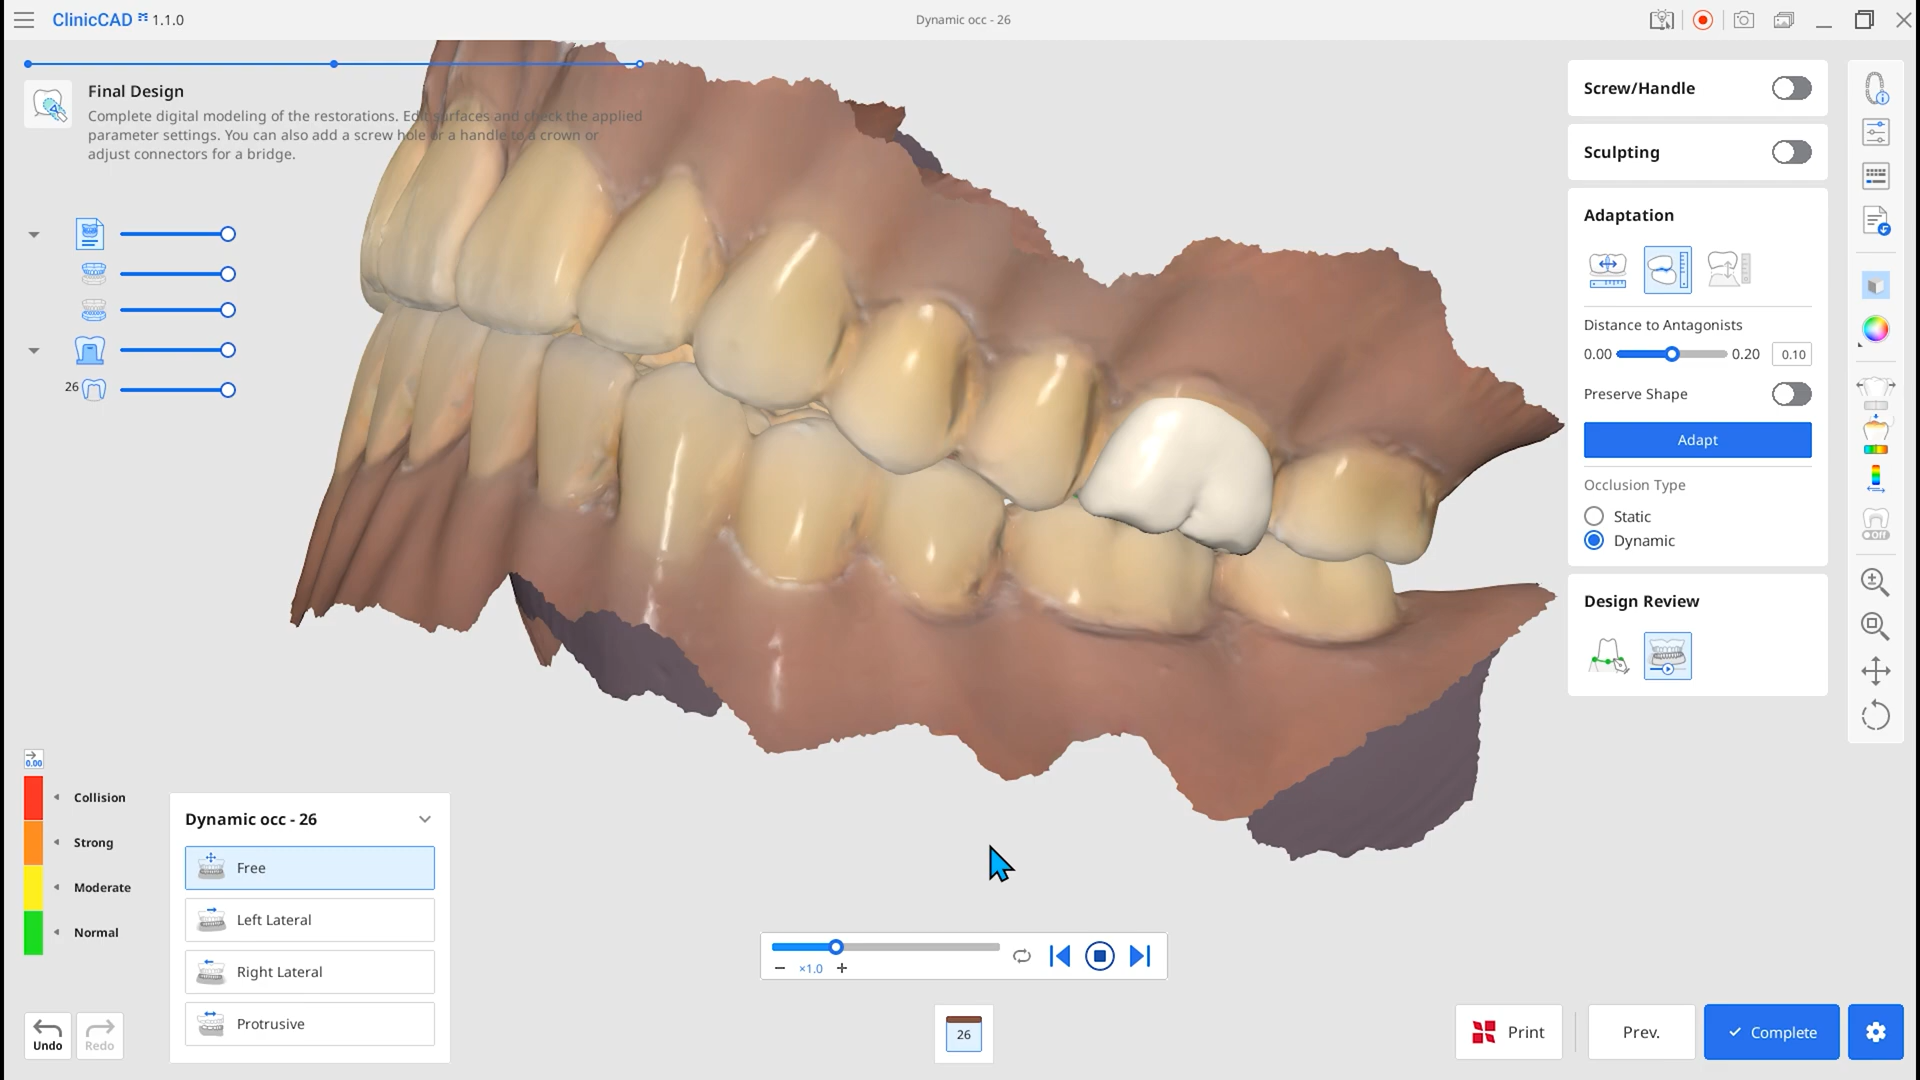 ClinicCAD 1.1.0
Dynamic occ - 26
Final Design
Complete digital modeling of the restorations. Edit surfaces and check the applied
parameter settings. You can also add a screw hole or a handle to a crown or
adjust connectors for a bridge.
26
Screw/Handle
Sculpting
Adaptation
Distance to Antagonists
0.00
0.20
0.10
Preserve Shape
Adapt
Occlusion Type
Static
Dynamic
Design Review
Off
0.00
Collision
Strong
Moderate
Normal
Dynamic occ - 26
Free
Left Lateral
Right Lateral
Protrusive
− ×1.0 +
Undo
Redo
26
Print
Prev.
Complete